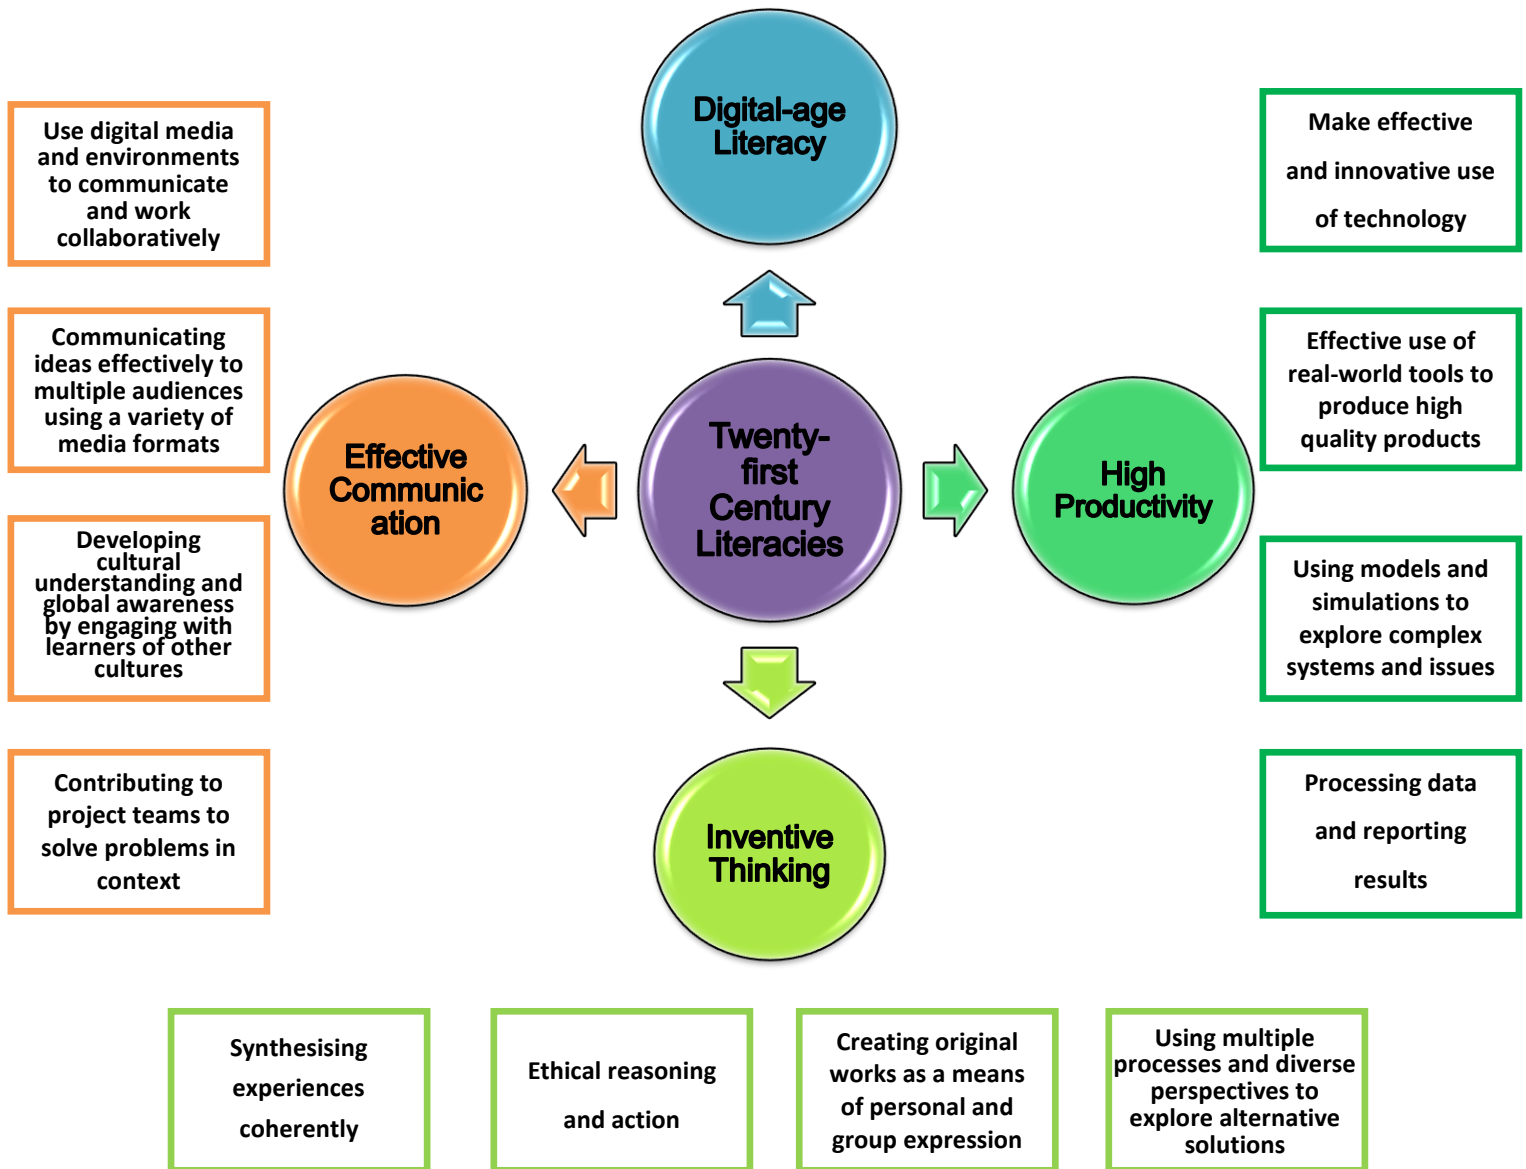 Digital-age
Literacy
Use digital media
and environments
to communicate
and work
collaboratively
Make effective
and innovative use
of technology
Communicating
ideas effectively to
multiple audiences
using a variety of
media formats
Effective use of
real-world tools to
produce high
quality products
Effective
Communic
ation
Twenty-
first
Century
Literacies
High
Productivity
Developing
cultural
understanding and
global awareness
by engaging with
learners of other
cultures
Using models and
simulations to
explore complex
systems and issues
Contributing to
project teams to
solve problems in
context
Inventive
Thinking
Processing data
and reporting
results
Synthesising
experiences
coherently
Ethical reasoning
and action
Creating original
works as a means
of personal and
group expression
Using multiple
processes and diverse
perspectives to
explore alternative
solutions